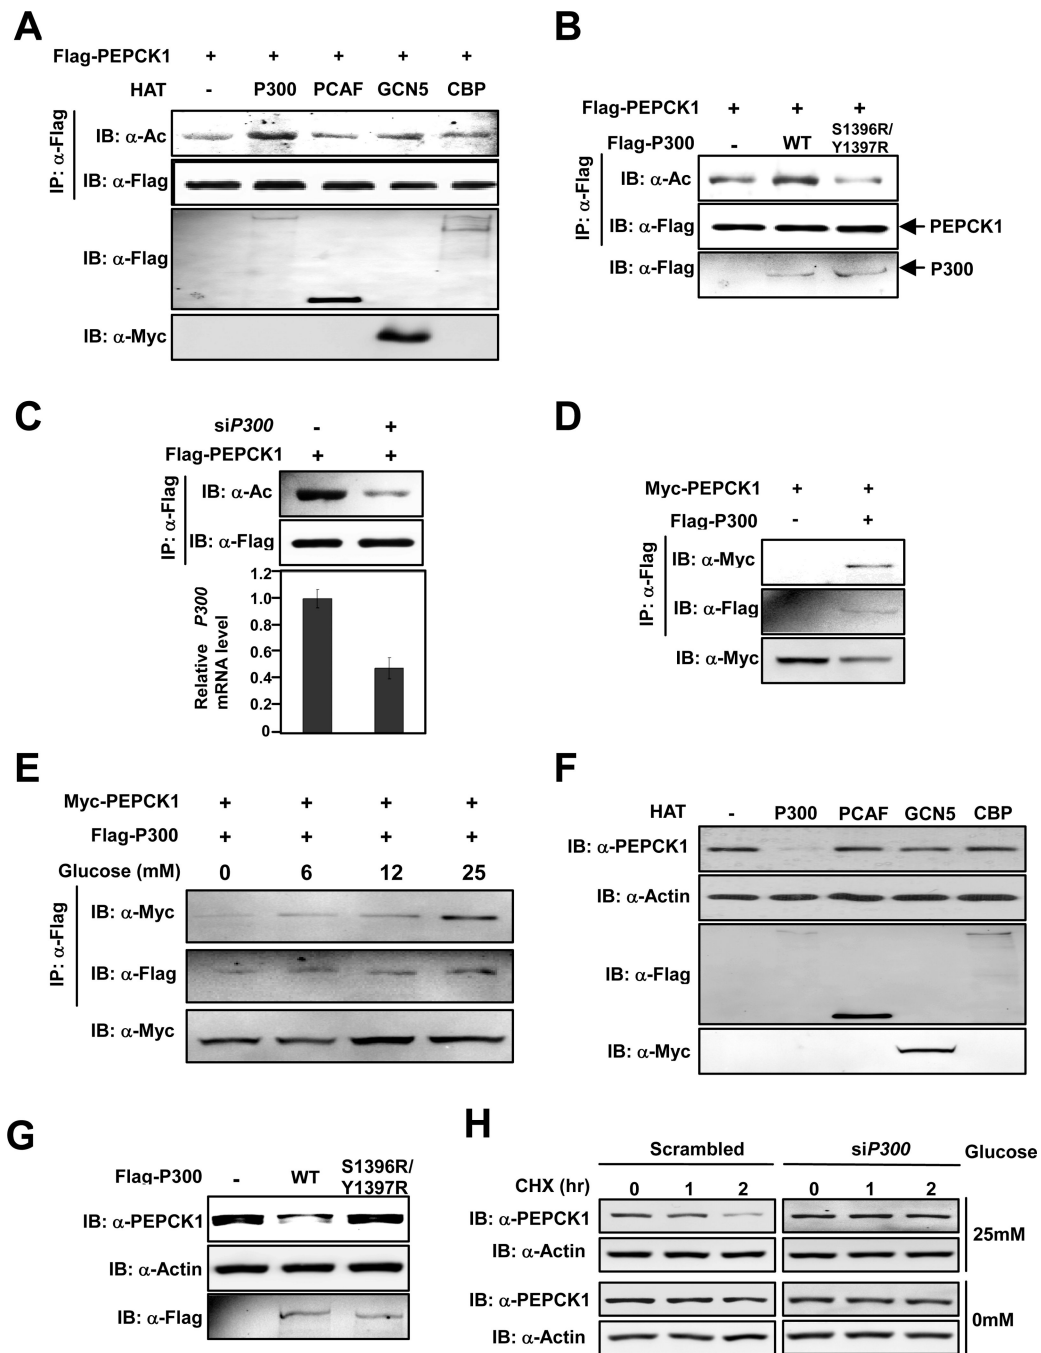 A
Flag-PEPCK1 + + + + +
HAT - P300 PCAF GCN5 CBP
IP: α-Flag
IB: α-Ac
IB: α-Flag
IB: α-Flag
IB: α-Myc
B
Flag-PEPCK1 + + +
Flag-P300 - WT S1396R/
Y1397R
IP: α-Flag
IB: α-Ac
IB: α-Flag PEPCK1
IB: α-Flag P300
C
siP300 - +
Flag-PEPCK1 + +
IP: α-Flag
IB: α-Ac
IB: α-Flag
Relative P300
mRNA level
1.2
1.0
0.8
0.6
0.4
0.2
0
D
Myc-PEPCK1 + +
Flag-P300 - +
IP: α-Flag
IB: α-Myc
IB: α-Flag
IB: α-Myc
E
Myc-PEPCK1 + + + +
Flag-P300 + + + +
Glucose (mM) 0 6 12 25
IP: α-Flag
IB: α-Myc
IB: α-Flag
IB: α-Myc
F
HAT - P300 PCAF GCN5 CBP
IB: α-PEPCK1
IB: α-Actin
IB: α-Flag
IB: α-Myc
G
Flag-P300 - WT S1396R/
Y1397R
IB: α-PEPCK1
IB: α-Actin
IB: α-Flag
H
Scrambled siP300 Glucose
CHX (hr) 0 1 2 0 1 2
IB: α-PEPCK1
IB: α-Actin
25mM
IB: α-PEPCK1
IB: α-Actin
0mM